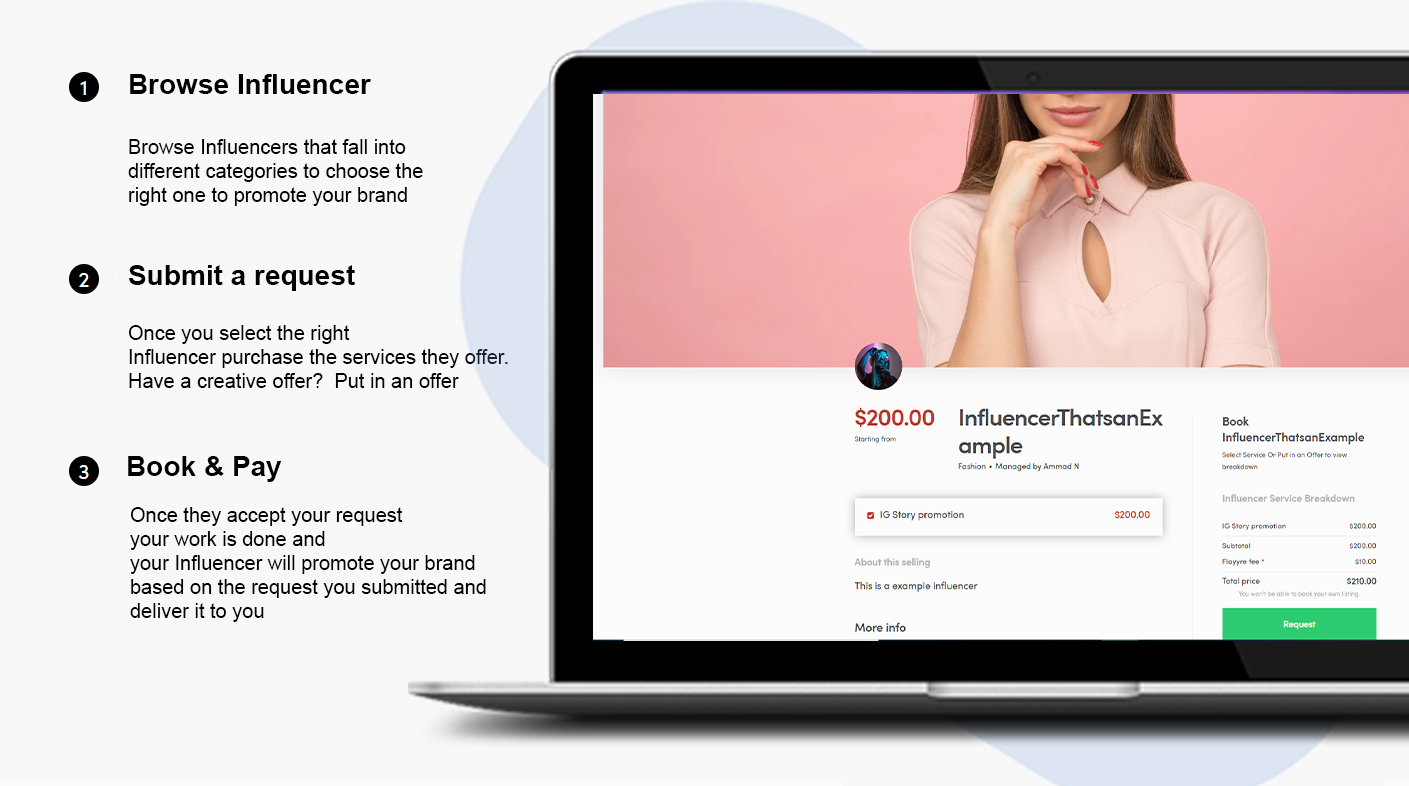 1 Browse Influencer
Browse Influencers that fall into
different categories to choose the
right one to promote your brand
2 Submit a request
Once you select the right
Influencer purchase the services they offer.
Have a creative offer?  Put in an offer
3 Book & Pay
Once they accept your request
your work is done and
your Influencer will promote your brand
based on the request you submitted and
deliver it to you
$200.00
Starting from
InfluencerThatsanEx
ample
Fashion • Managed by Ammad N
IG Story promotion $200.00
About this selling
This is a example influencer
More info
Book
InfluencerThatsanExample
Select Service Or Put in an Offer to view
breakdown
Influencer Service Breakdown
IG Story promotion $200.00
Subtotal $200.00
Flayyre fee * $10.00
Total price $210.00
You won't be able to book your own listing.
Request